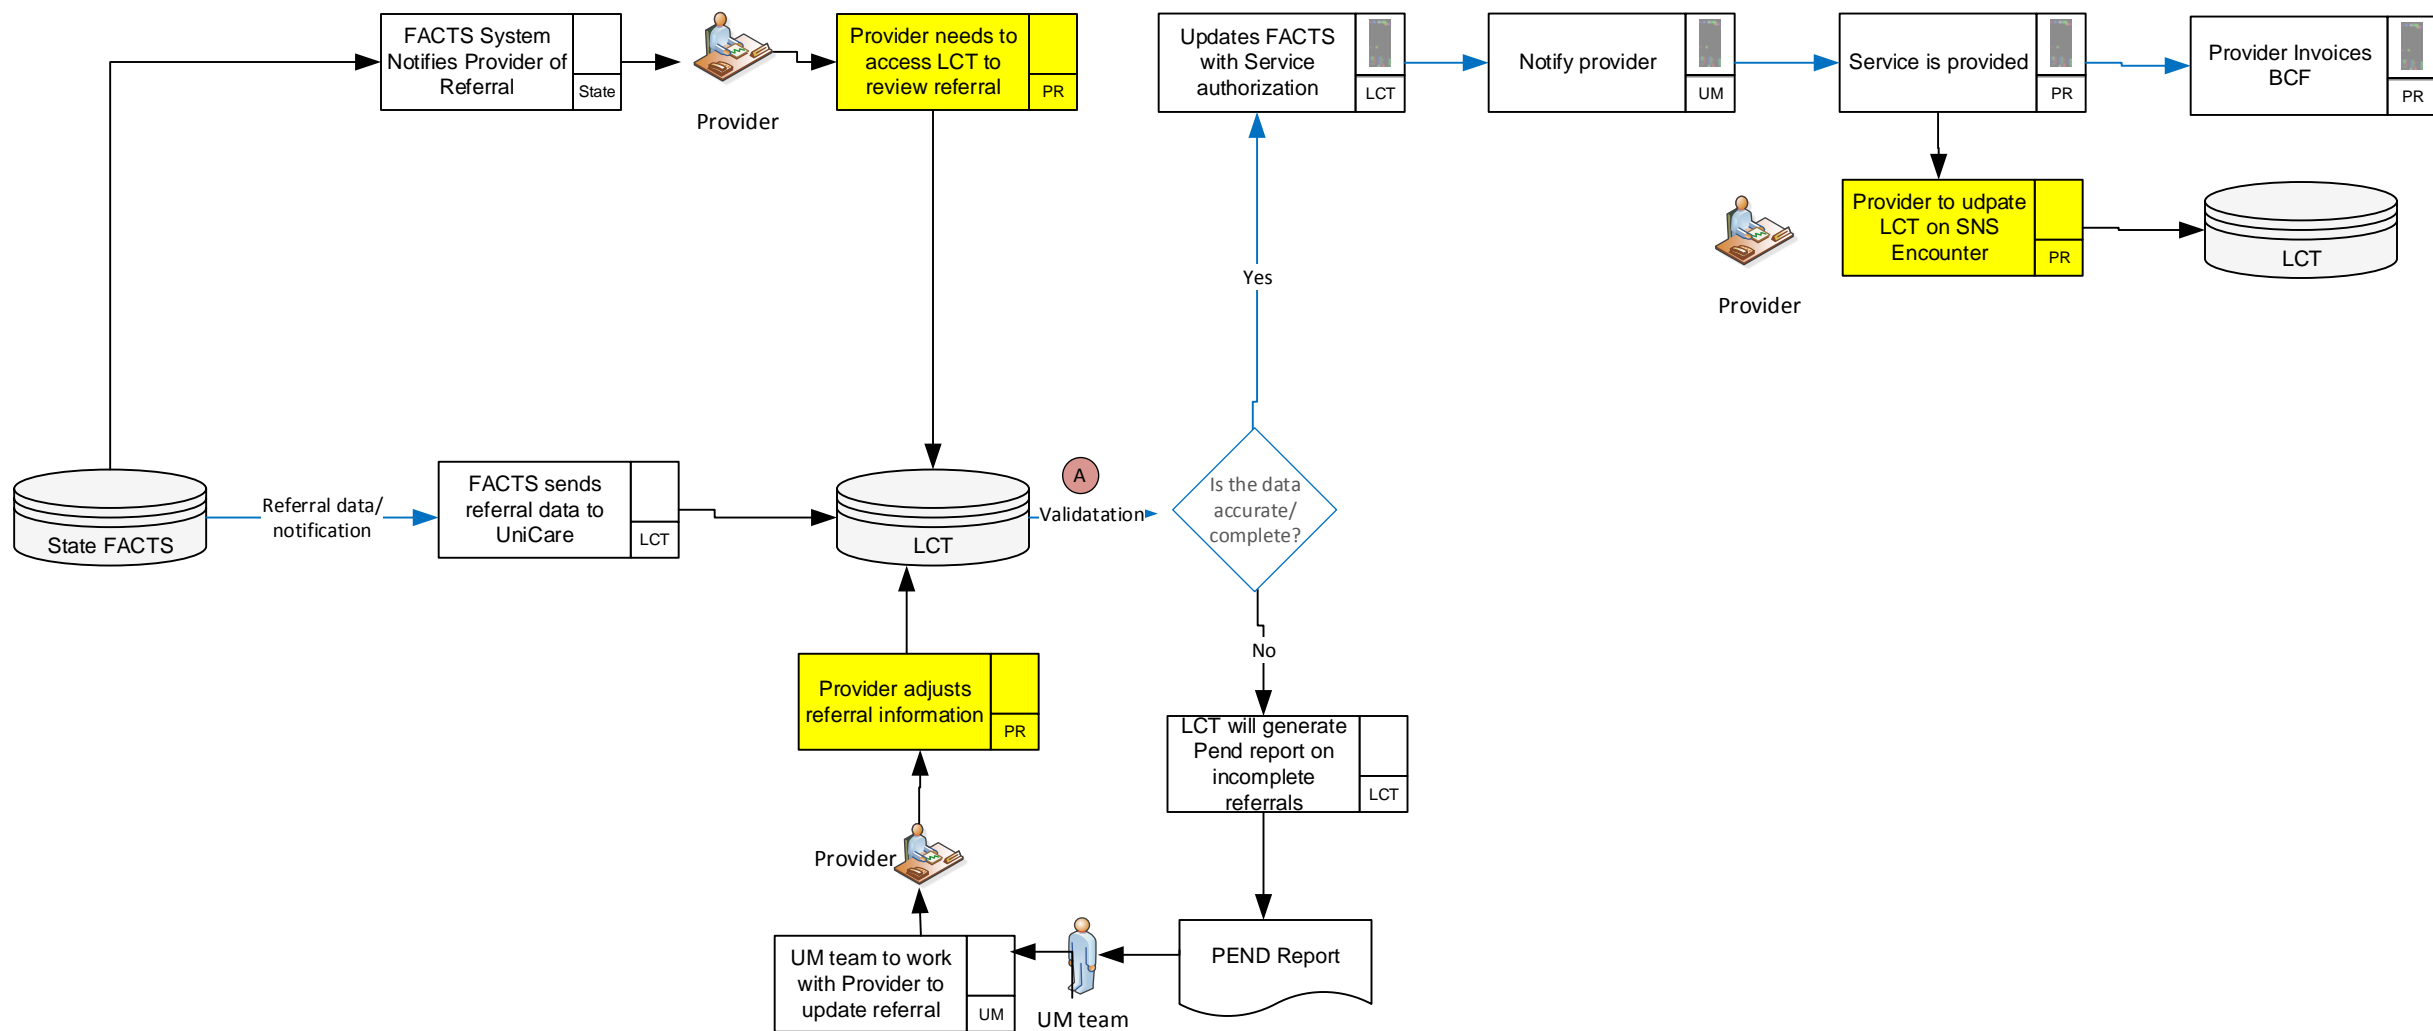 FACTS System
Notifies Provider of
Referral
State
Provider
Provider needs to
access LCT to
review referral
PR
Updates FACTS
with Service
authorization
LCT
Notify provider
UM
Service is provided
PR
Provider Invoices
BCF
PR
Provider
Provider to udpate
LCT on SNS
Encounter
PR
LCT
Yes
State FACTS
Referral data/
notification
FACTS sends
referral data to
UniCare
LCT
LCT
A
Validatation
Is the data
accurate/
complete?
No
Provider adjusts
referral information
PR
LCT will generate
Pend report on
incomplete
referrals
LCT
Provider
UM team to work
with Provider to
update referral
UM
UM team
PEND Report